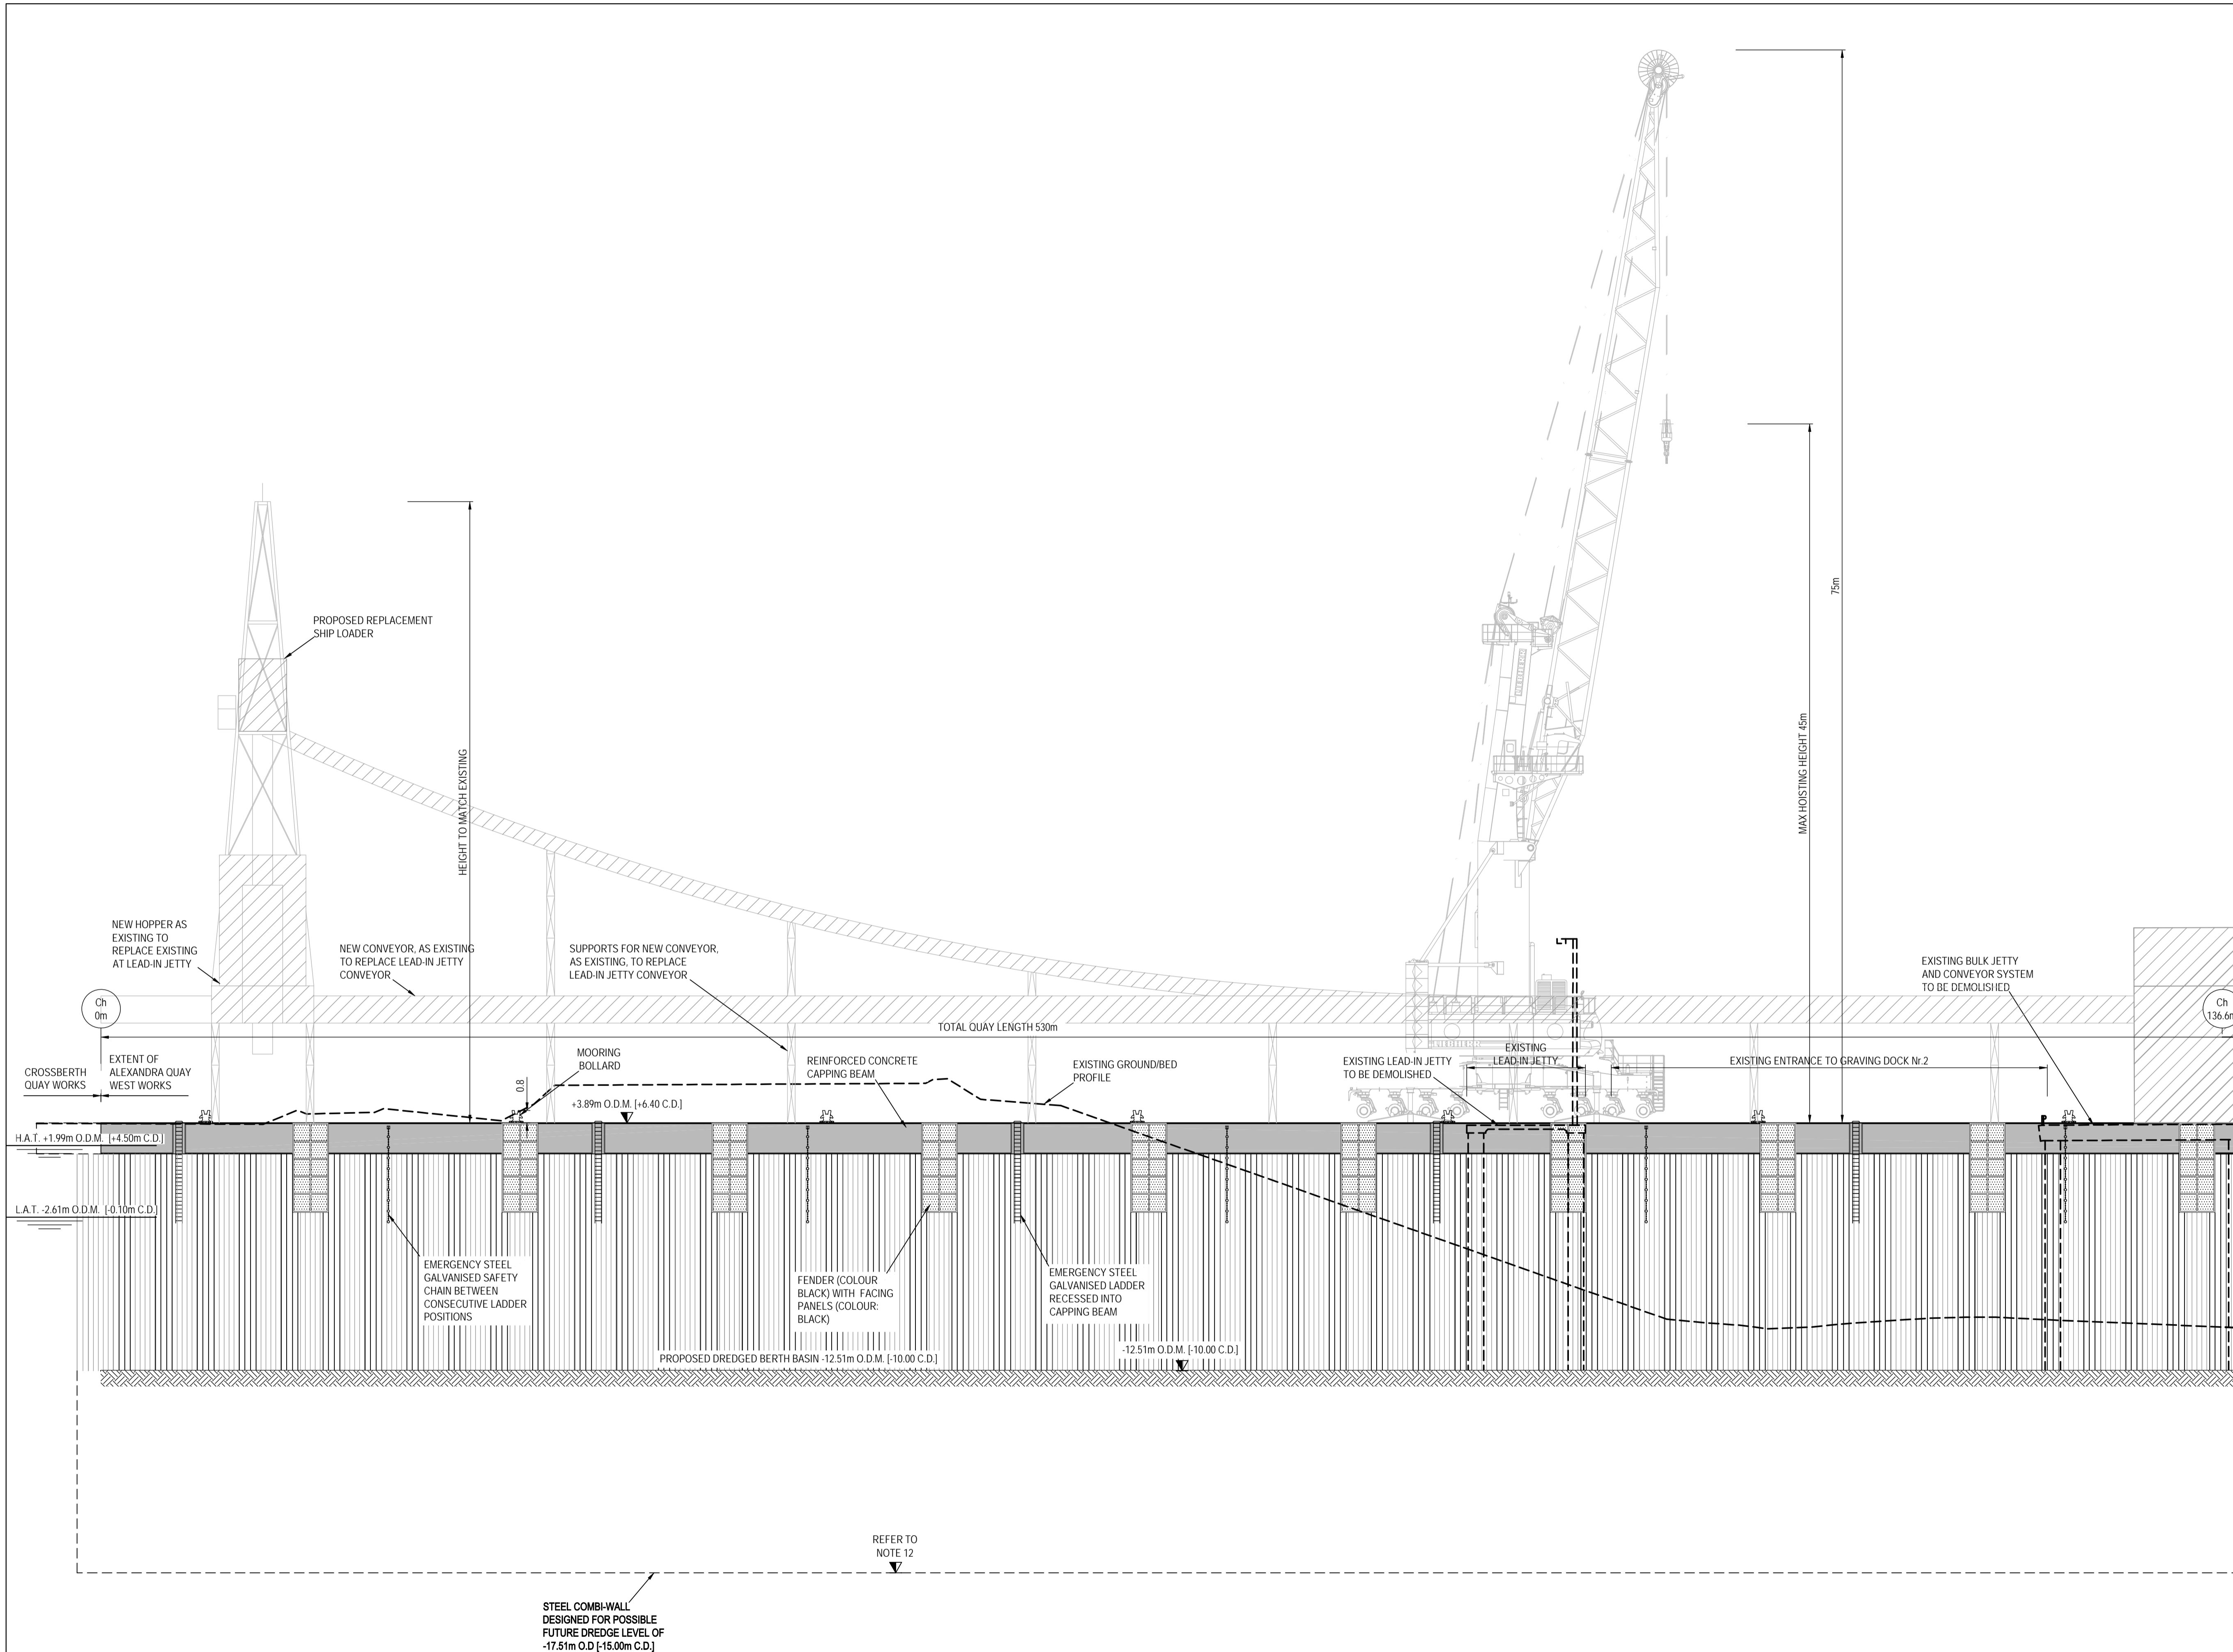 75m
MAX HOISTING HEIGHT 45m
PROPOSED REPLACEMENT
SHIP LOADER
HEIGHT TO MATCH EXISTING
NEW HOPPER AS
EXISTING TO
REPLACE EXISTING
AT LEAD-IN JETTY
NEW CONVEYOR, AS EXISTING
TO REPLACE LEAD-IN JETTY
CONVEYOR
SUPPORTS FOR NEW CONVEYOR,
AS EXISTING, TO REPLACE
LEAD-IN JETTY CONVEYOR
EXISTING BULK JETTY
AND CONVEYOR SYSTEM
TO BE DEMOLISHED
Ch
0m
Ch
136.6m
TOTAL QUAY LENGTH 530m
CROSSBERTH
QUAY WORKS
EXTENT OF
ALEXANDRA QUAY
WEST WORKS
MOORING
BOLLARD
0.8
REINFORCED CONCRETE
CAPPING BEAM
EXISTING GROUND/BED
PROFILE
EXISTING LEAD-IN JETTY
TO BE DEMOLISHED
EXISTING
LEAD-IN JETTY
EXISTING ENTRANCE TO GRAVING DOCK Nr.2
+3.89m O.D.M. [+6.40 C.D.]
H.A.T. +1.99m O.D.M. [+4.50m C.D.]
L.A.T. -2.61m O.D.M. [-0.10m C.D.]
EMERGENCY STEEL
GALVANISED SAFETY
CHAIN BETWEEN
CONSECUTIVE LADDER
POSITIONS
FENDER (COLOUR
BLACK) WITH FACING
PANELS (COLOUR:
BLACK)
EMERGENCY STEEL
GALVANISED LADDER
RECESSED INTO
CAPPING BEAM
PROPOSED DREDGED BERTH BASIN -12.51m O.D.M. [-10.00 C.D.]
-12.51m O.D.M. [-10.00 C.D.]
REFER TO
NOTE 12
STEEL COMBI-WALL
DESIGNED FOR POSSIBLE
FUTURE DREDGE LEVEL OF
-17.51m O.D [-15.00m C.D.]